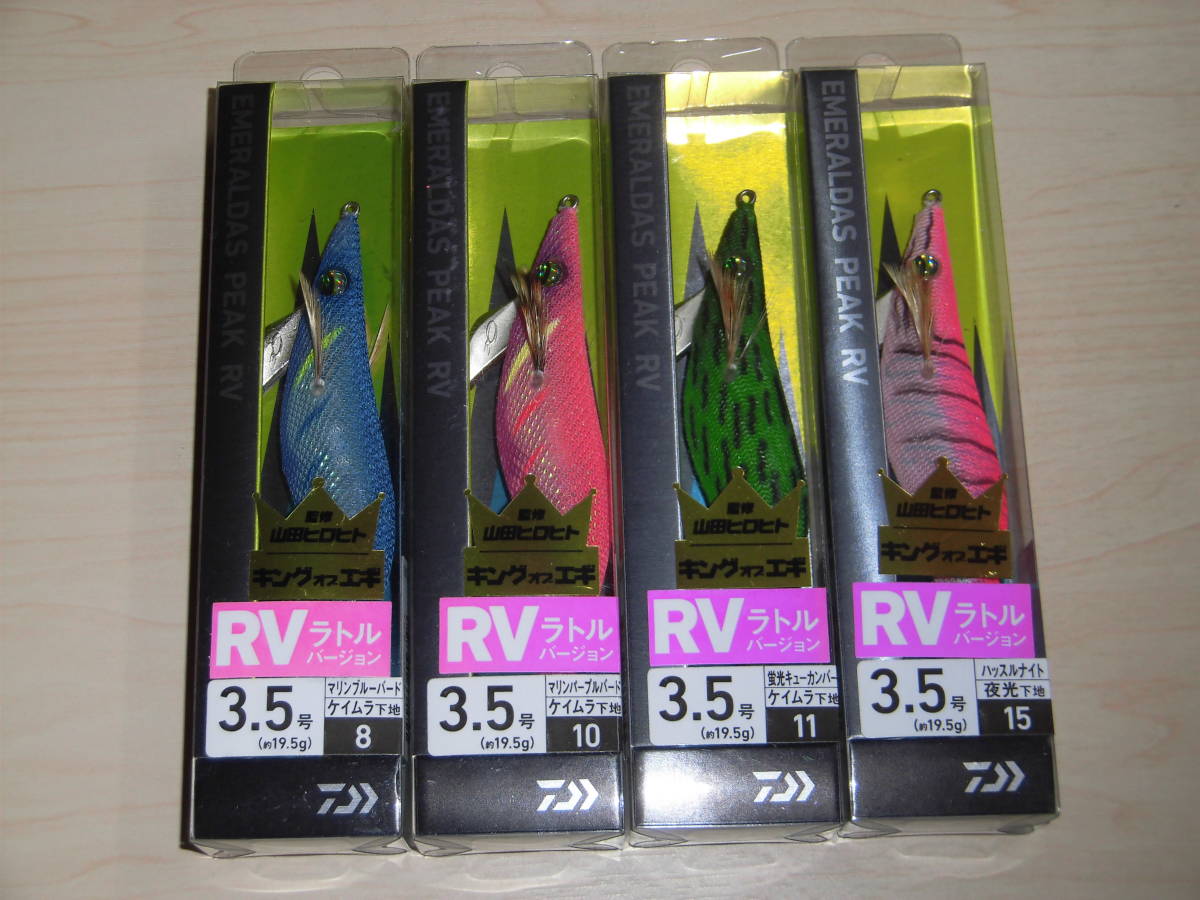 EMERALDAS PEAK RV
監修
山田ヒロヒト
キングオブエギ
RV ラトル
バージョン
3.5号
(約19.5g)
マリンブルーバード
ケイムラ下地
8
EMERALDAS PEAK RV
監修
山田ヒロヒト
キングオブエギ
RV ラトル
バージョン
3.5号
(約19.5g)
マリンパープルバード
ケイムラ下地
10
EMERALDAS PEAK RV
監修
山田ヒロヒト
キングオブエギ
RV ラトル
バージョン
3.5号
(約19.5g)
蛍光キューカンバー
ケイムラ下地
11
EMERALDAS PEAK RV
監修
山田ヒロヒト
キングオブエギ
RV ラトル
バージョン
3.5号
(約19.5g)
ハッスルナイト
夜光下地
15